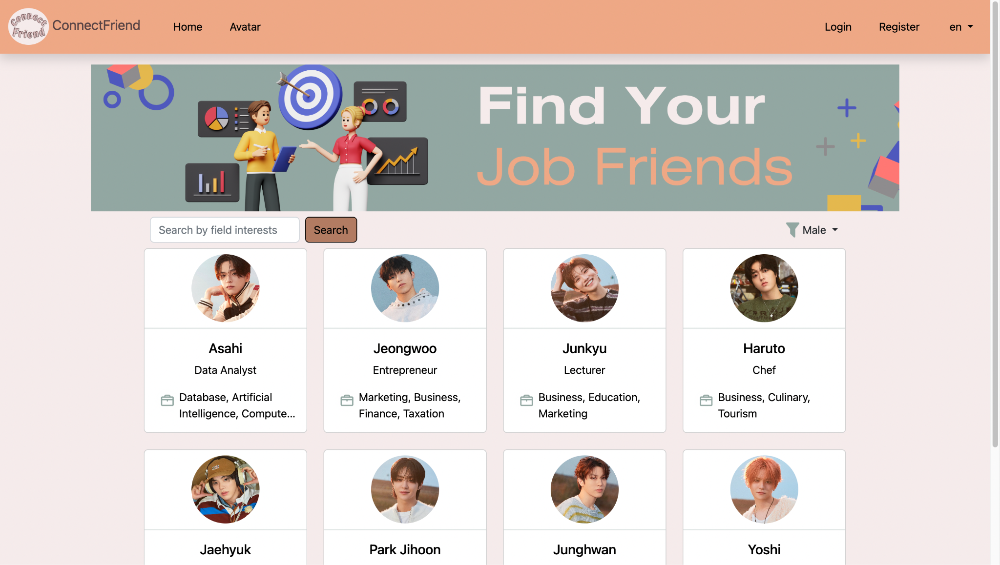 Connect
Friend
ConnectFriend
Home
Avatar
Login
Register
en
Find Your
Job Friends
Search by field interests
Search
Male
Asahi
Data Analyst
Database, Artificial
Intelligence, Compute...
Jeongwoo
Entrepreneur
Marketing, Business,
Finance, Taxation
Junkyu
Lecturer
Business, Education,
Marketing
Haruto
Chef
Business, Culinary,
Tourism
Jaehyuk
Park Jihoon
Junghwan
Yoshi